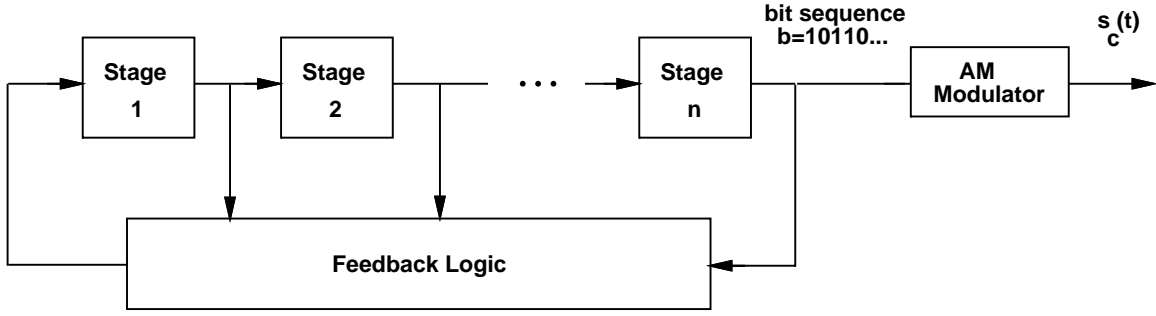 bit sequence
b=10110...
s (t)
c
Stage
1
Stage
2
...
Stage
n
AM
Modulator
Feedback Logic